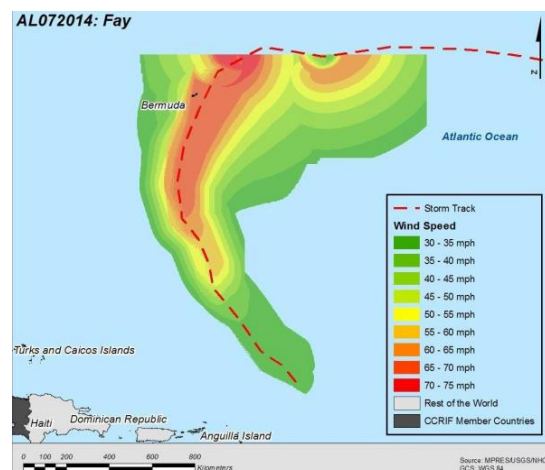 AL072014: Fay
N
Bermuda
Atlantic Ocean
Storm Track
Wind Speed
30 - 35 mph
35 - 40 mph
40 - 45 mph
45 - 50 mph
50 - 55 mph
55 - 60 mph
60 - 65 mph
65 - 70 mph
70 - 75 mph
Rest of the World
CCRIF Member Countries
Turks and Caicos Islands
Haiti
Dominican Republic
Anguilla Island
0 100 200 400 600 800
Kilometers
Source: MPRES/USGS/NHC
GCS: WGS 84